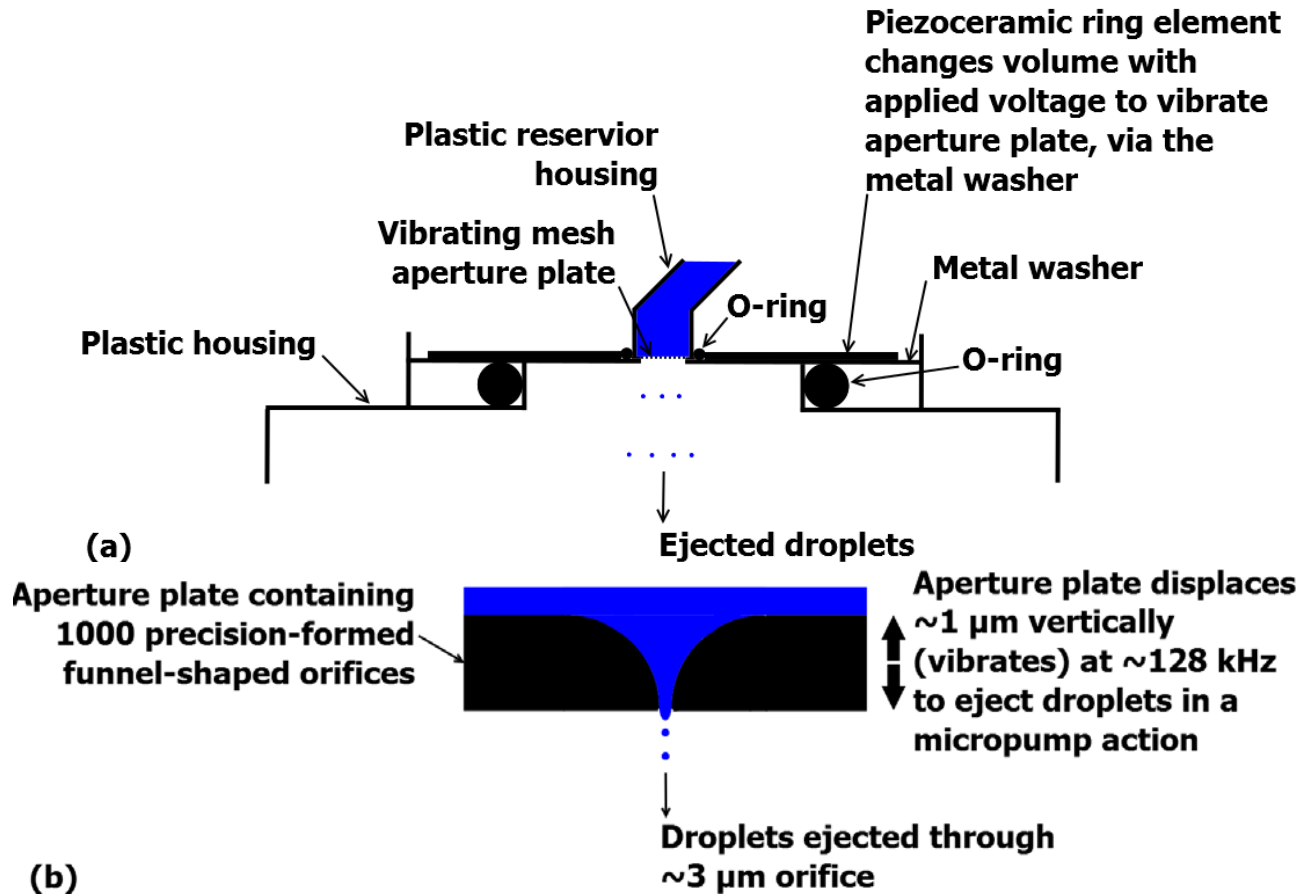 Piezoceramic ring element
changes volume with
applied voltage to vibrate
aperture plate, via the
metal washer
Plastic reservior
housing
Vibrating mesh
aperture plate
Metal washer
O-ring
Plastic housing
O-ring
(a)
Ejected droplets
Aperture plate containing
1000 precision-formed
funnel-shaped orifices
Aperture plate displaces
~1 µm vertically
(vibrates) at ~128 kHz
to eject droplets in a
micropump action
Droplets ejected through
~3 µm orifice
(b)